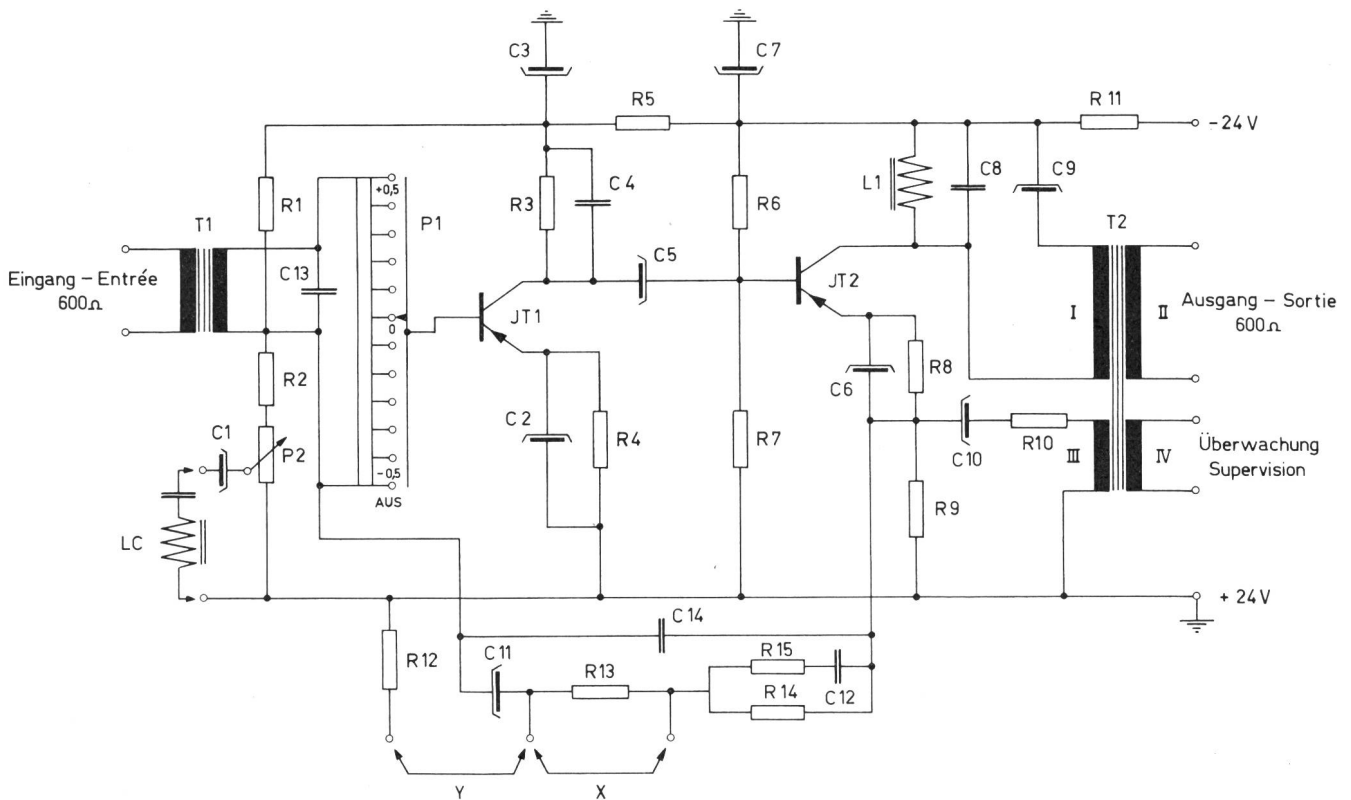 C3
C7
R5
R11
-24V
R1
+0,5
P1
R3
C4
R6
L1
C8
C9
T1
T2
Eingang – Entrée
600Ω
C13
C5
JT1
JT2
0
I
II
Ausgang – Sortie
600Ω
R2
C6
R8
C1
P2
C2
R4
R7
C10
R10
III
IV
Überwachung
Supervision
-0,5
AUS
LC
R9
+24V
C14
R12
C11
R13
R15
R14
C12
Y
X